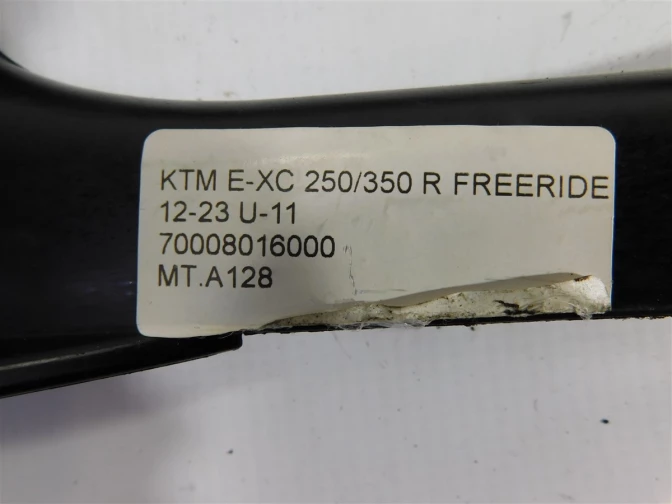 KTM E-XC 250/350 R FREERIDE
12-23 U-11
70008016000
MT.A128